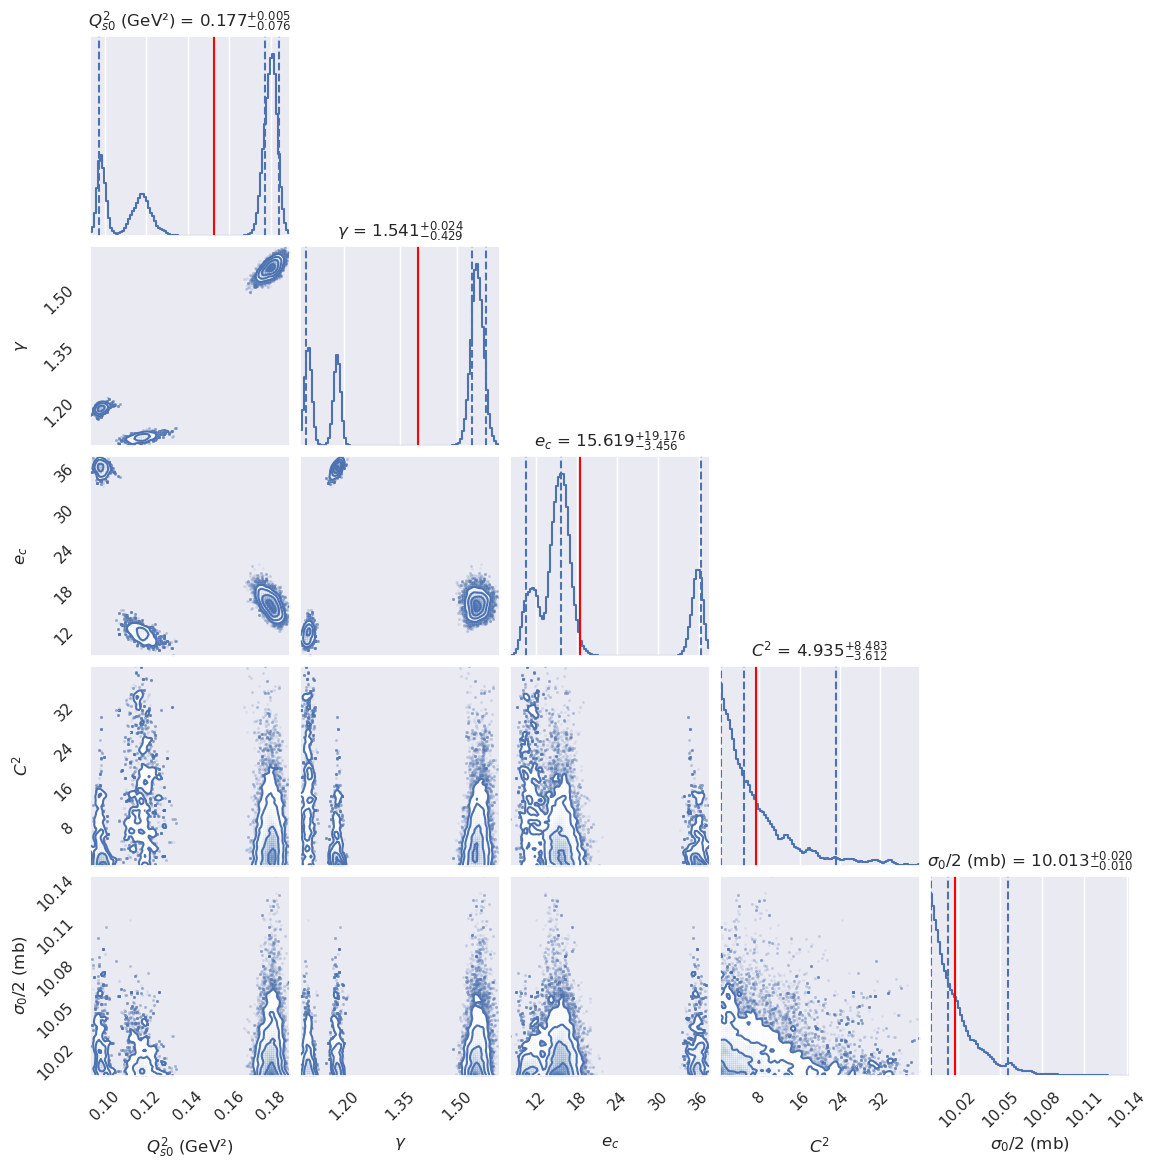 Q²ₛ₀ (GeV²) = 0.177⁺⁰·⁰⁰⁵₋₀.₀₇₆
γ = 1.541⁺⁰·⁰²⁴₋₀.₄₂₉
1.50
1.35
1.20
γ
e_c = 15.619⁺¹⁹·¹⁷⁶₋₃.₄₅₆
36
30
24
18
12
e_c
C² = 4.935⁺⁸·⁴⁸³₋₃.₆₁₂
32
24
16
8
C²
σ₀/2 (mb) = 10.013⁺⁰·⁰²⁰₋₀.₀₁₀
10.14
10.11
10.08
10.05
10.02
σ₀/2 (mb)
0.10 0.12 0.14 0.16 0.18
1.20 1.35 1.50
12 18 24 30 36
8 16 24 32
10.02 10.05 10.08 10.11 10.14
Q²ₛ₀ (GeV²)
γ
e_c
C²
σ₀/2 (mb)